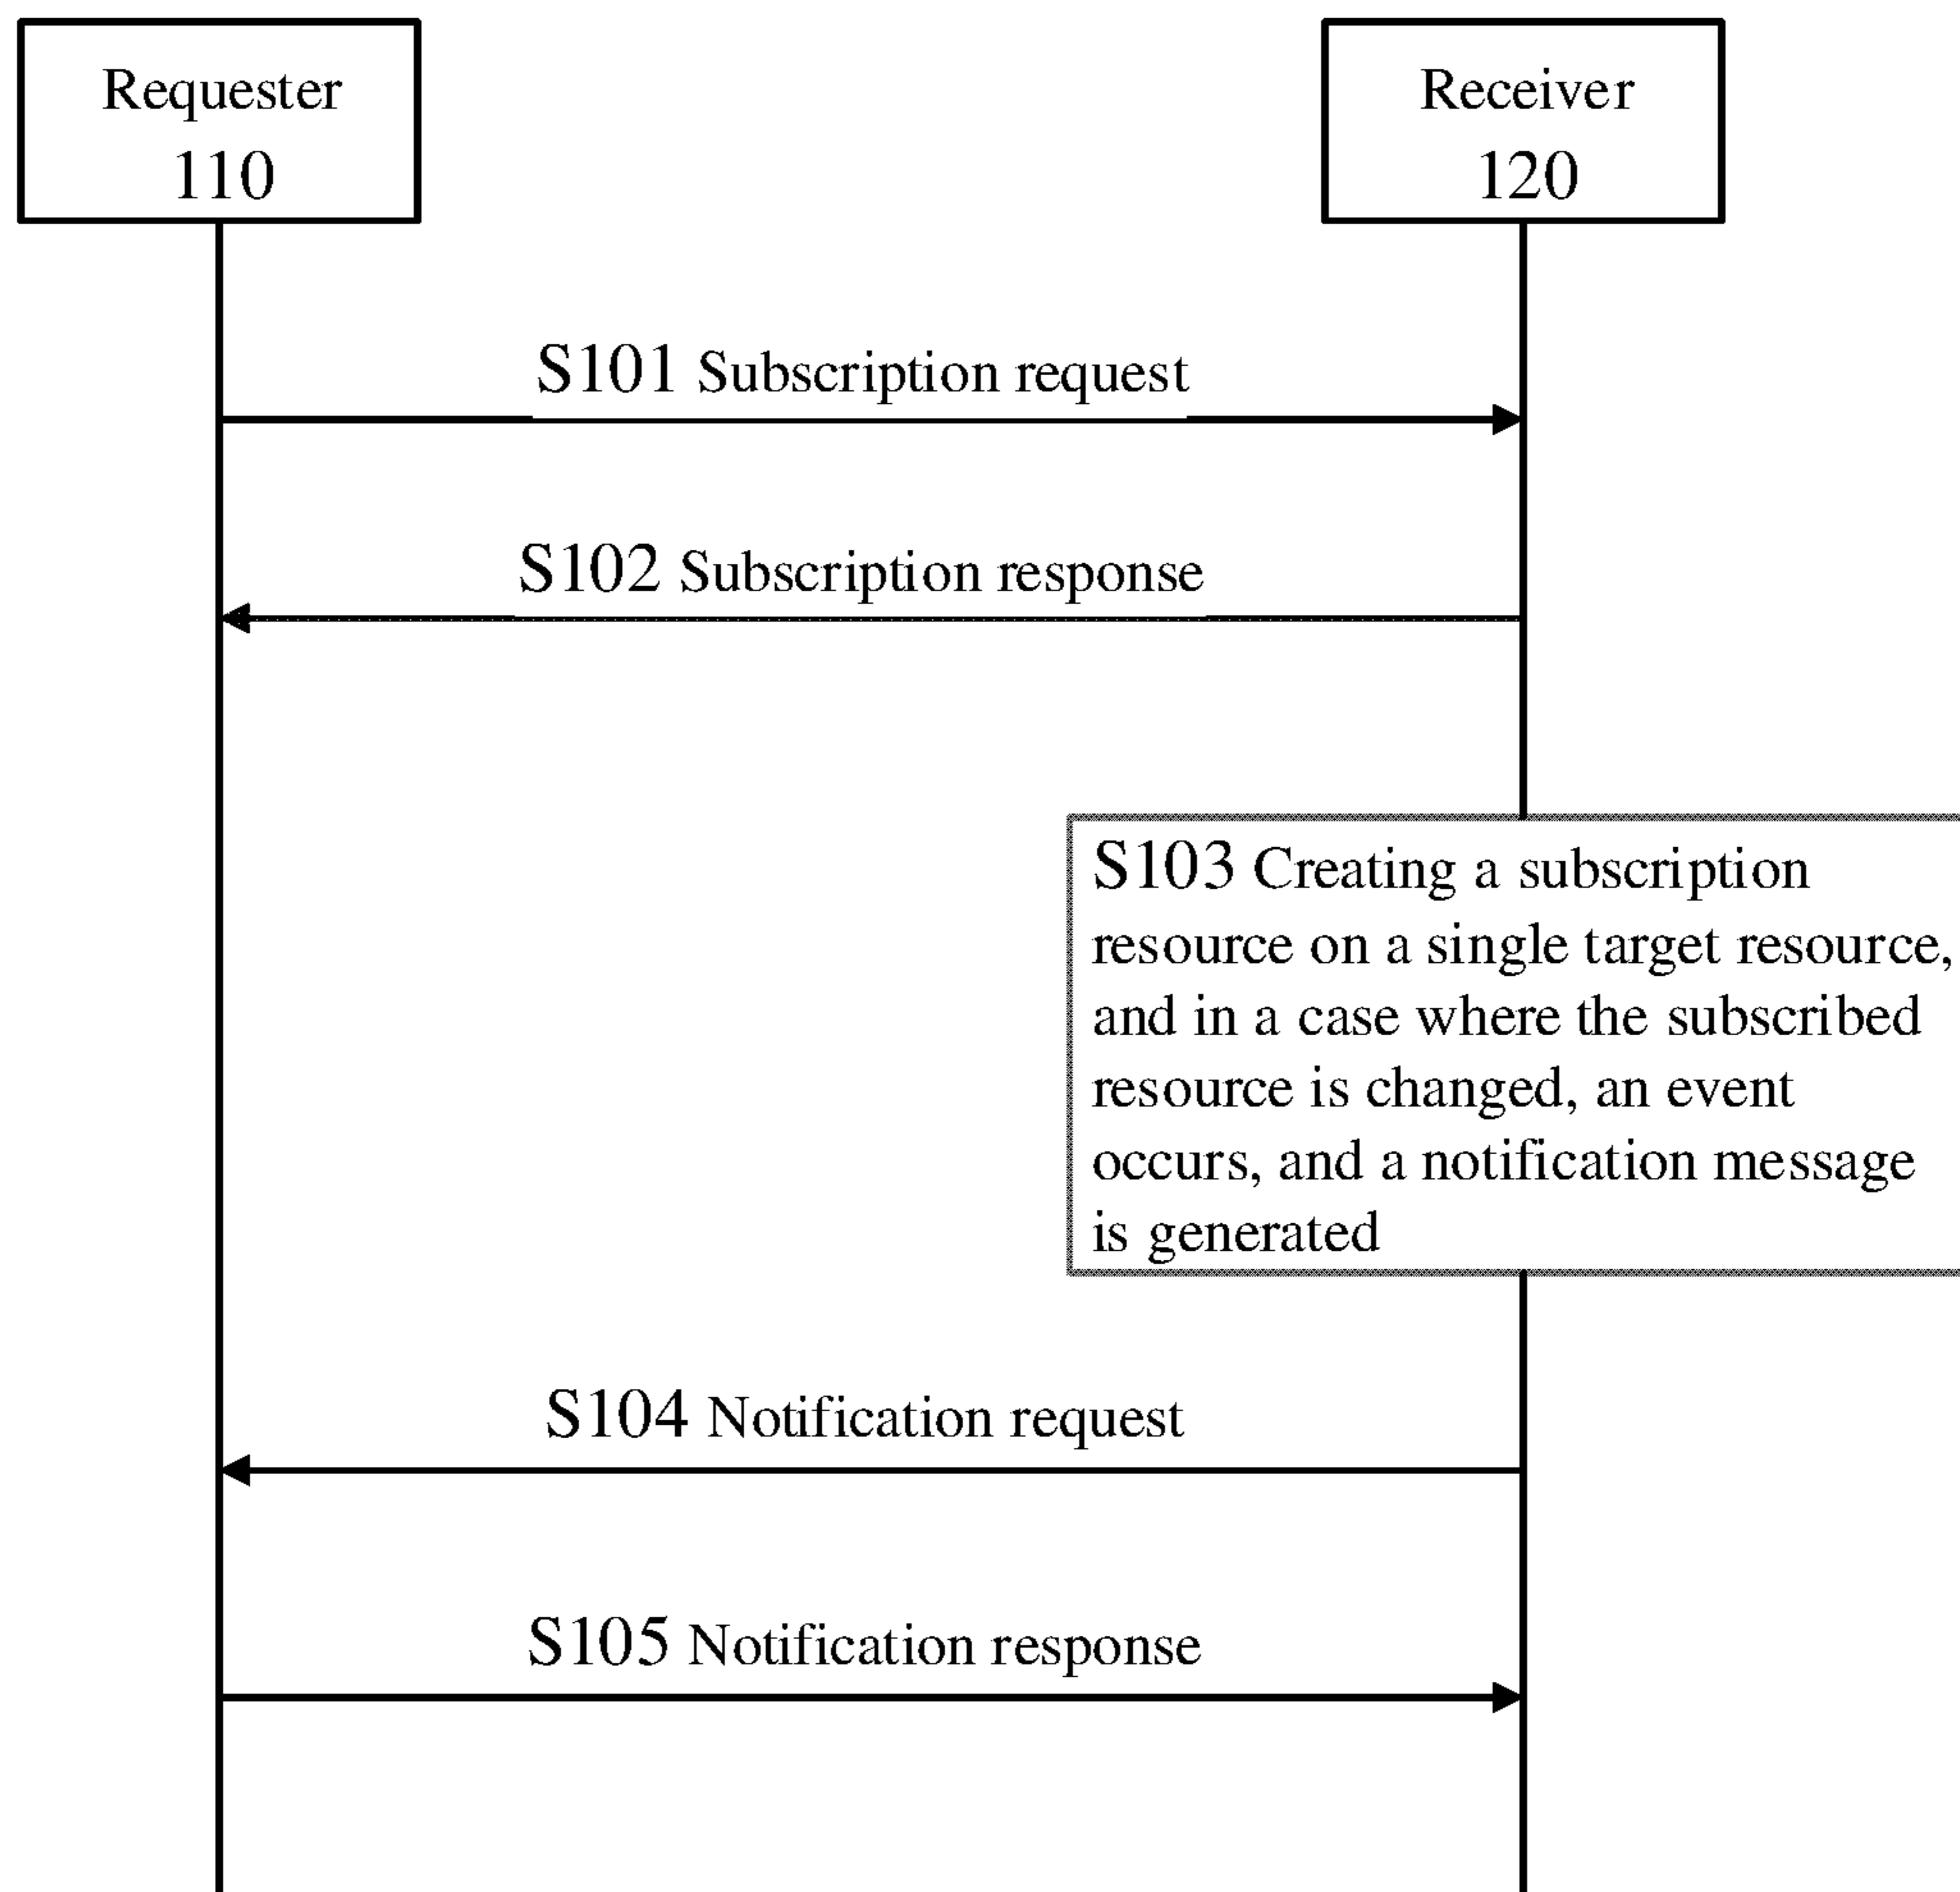 Requester
110
Receiver
120
S101 Subscription request
S102 Subscription response
S103 Creating a subscription
resource on a single target resource,
and in a case where the subscribed
resource is changed, an event
occurs, and a notification message
is generated
S104 Notification request
S105 Notification response